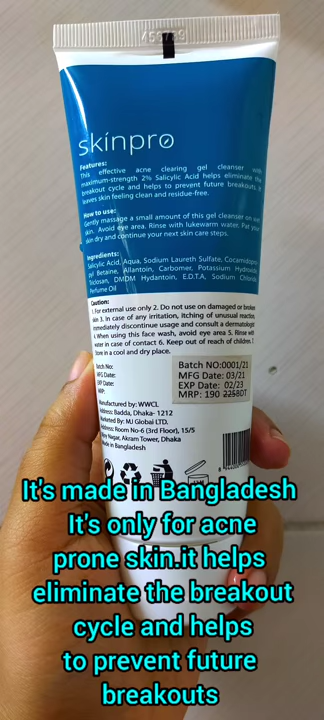 skinpro
Features:
This effective acne clearing gel cleanser with
maximum-strength 2% Salicylic Acid helps eliminate the
breakout cycle and helps to prevent future breakouts. It
leaves skin feeling clean and residue-free.
How to use:
Gently massage a small amount of this gel cleanser on wet
skin. Avoid eye area. Rinse with lukewarm water. Pat your
skin dry and continue your next skin care steps.
Ingredients:
Salicylic Acid, Aqua, Sodium Laureth Sulfate, Cocamidopro-
pyl Betaine, Allantoin, Carbomer, Potassium Hydroxide,
Triclosan, DMDM Hydantoin, E.D.TA, Sodium Chloride,
Perfume Oil
Caution:
1. For external use only 2. Do not use on damaged or broken
skin 3. In case of any irritation, itching of unusual reaction,
immediately discontinue usage and consult a dermatologist
4. When using this face wash, avoid eye area 5. Rinse with
water in case of contact 6. Keep out of reach of children 7.
Store in a cool and dry place.
Batch No:
MFG Date:
EXP Date:
MRP:
Batch NO:0001/21
MFG Date: 03/21
EXP Date: 02/23
MRP: 190
Manufactured by: WWCL
Address: Badda, Dhaka- 1212
Marketed By: MJ Global LTD.
Address: Room No-6 (3rd Floor), 15/5
Bijoy Nagar, Akram Tower, Dhaka
Made in Bangladesh
It's made in Bangladesh
It's only for acne
prone skin.it helps
eliminate the breakout
cycle and helps
to prevent future
breakouts